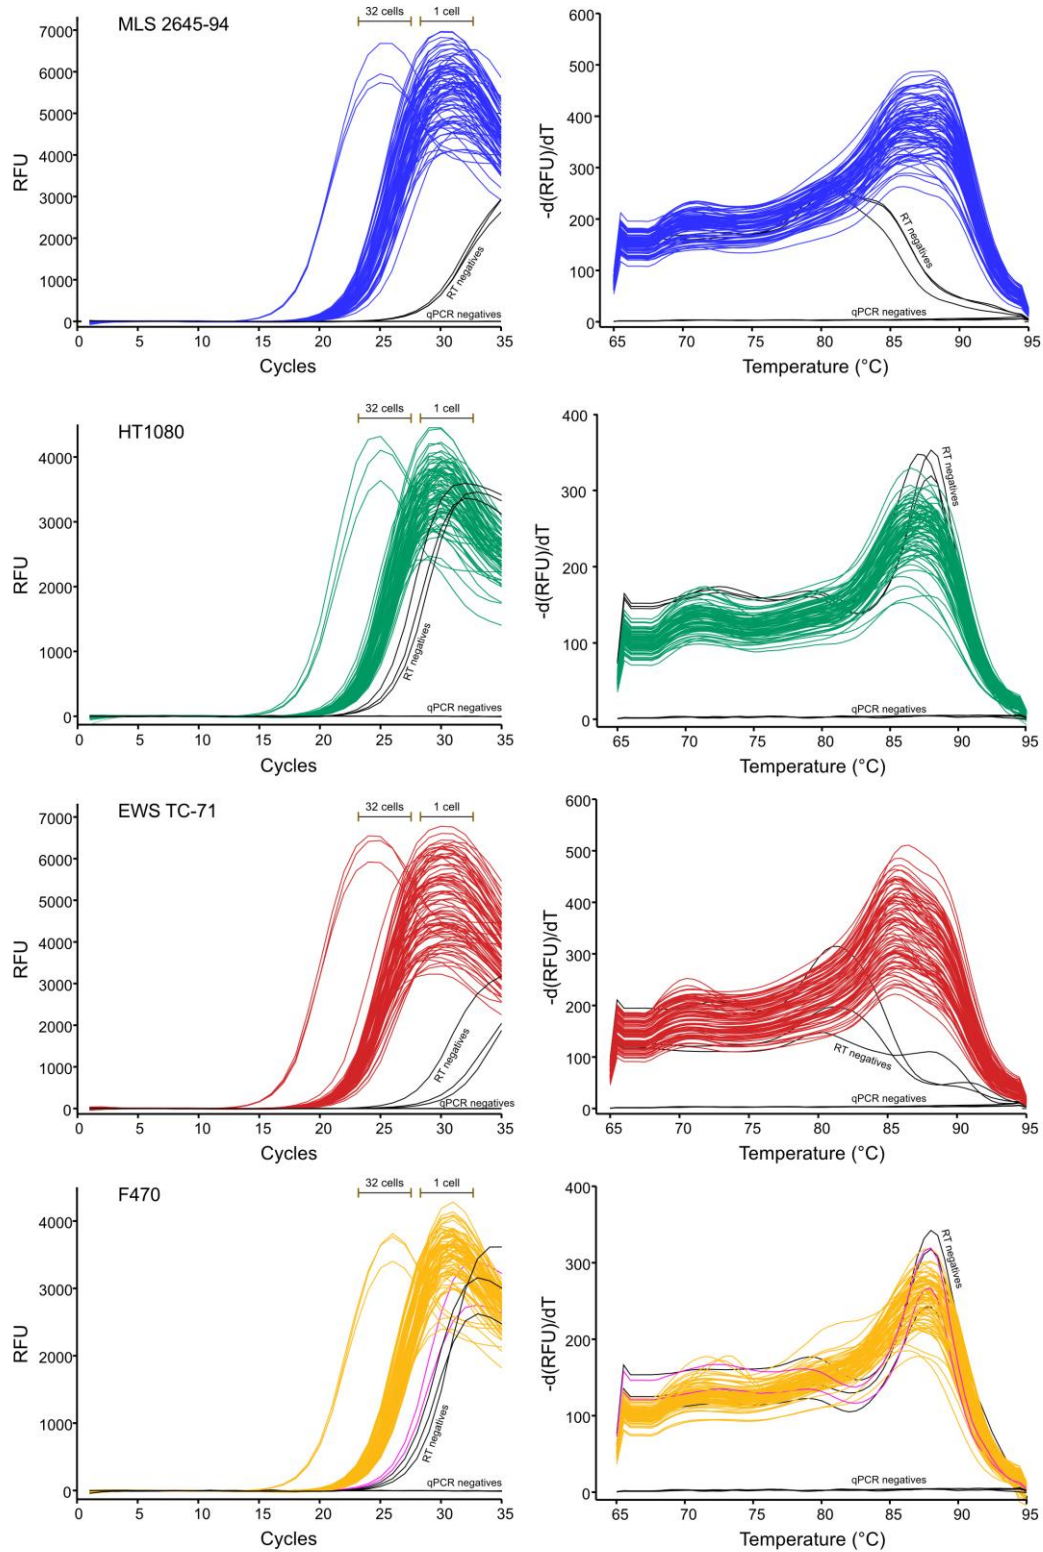 MLS 2645-94
32 cells
1 cell
7000
6000
5000
4000
3000
2000
1000
0
RFU
RT negatives
qPCR negatives
0 5 10 15 20 25 30 35
Cycles
600
500
400
300
200
100
0
-d(RFU)/dT
RT negatives
qPCR negatives
65 70 75 80 85 90 95
Temperature (°C)
HT1080
32 cells
1 cell
4000
3000
2000
1000
0
RFU
RT negatives
qPCR negatives
0 5 10 15 20 25 30 35
Cycles
400
300
200
100
0
-d(RFU)/dT
RT negatives
qPCR negatives
65 70 75 80 85 90 95
Temperature (°C)
EWS TC-71
32 cells
1 cell
7000
6000
5000
4000
3000
2000
1000
0
RFU
RT negatives
qPCR negatives
0 5 10 15 20 25 30 35
Cycles
600
500
400
300
200
100
0
-d(RFU)/dT
RT negatives
qPCR negatives
65 70 75 80 85 90 95
Temperature (°C)
F470
32 cells
1 cell
4000
3000
2000
1000
0
RFU
RT negatives
qPCR negatives
0 5 10 15 20 25 30 35
Cycles
400
300
200
100
0
-d(RFU)/dT
RT negatives
qPCR negatives
65 70 75 80 85 90 95
Temperature (°C)